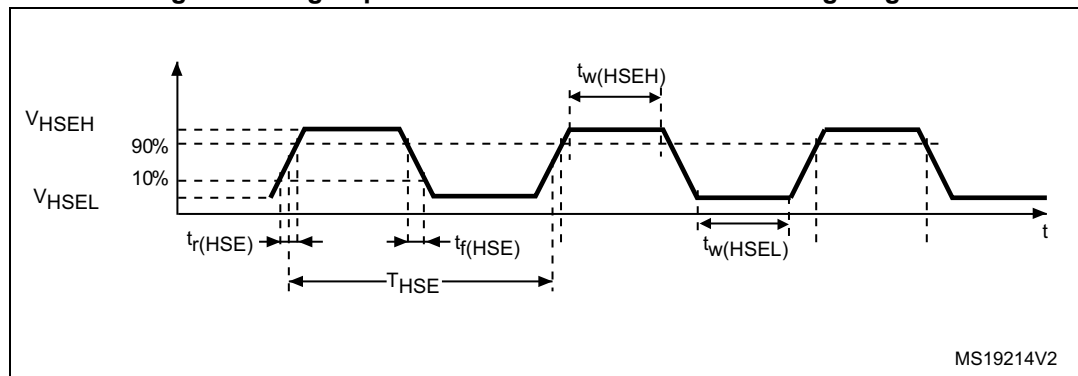 tw(HSEH)
VHSEH
90%
10%
VHSEL
t
tr(HSE)
tf(HSE)
tw(HSEL)
THSE
MS19214V2